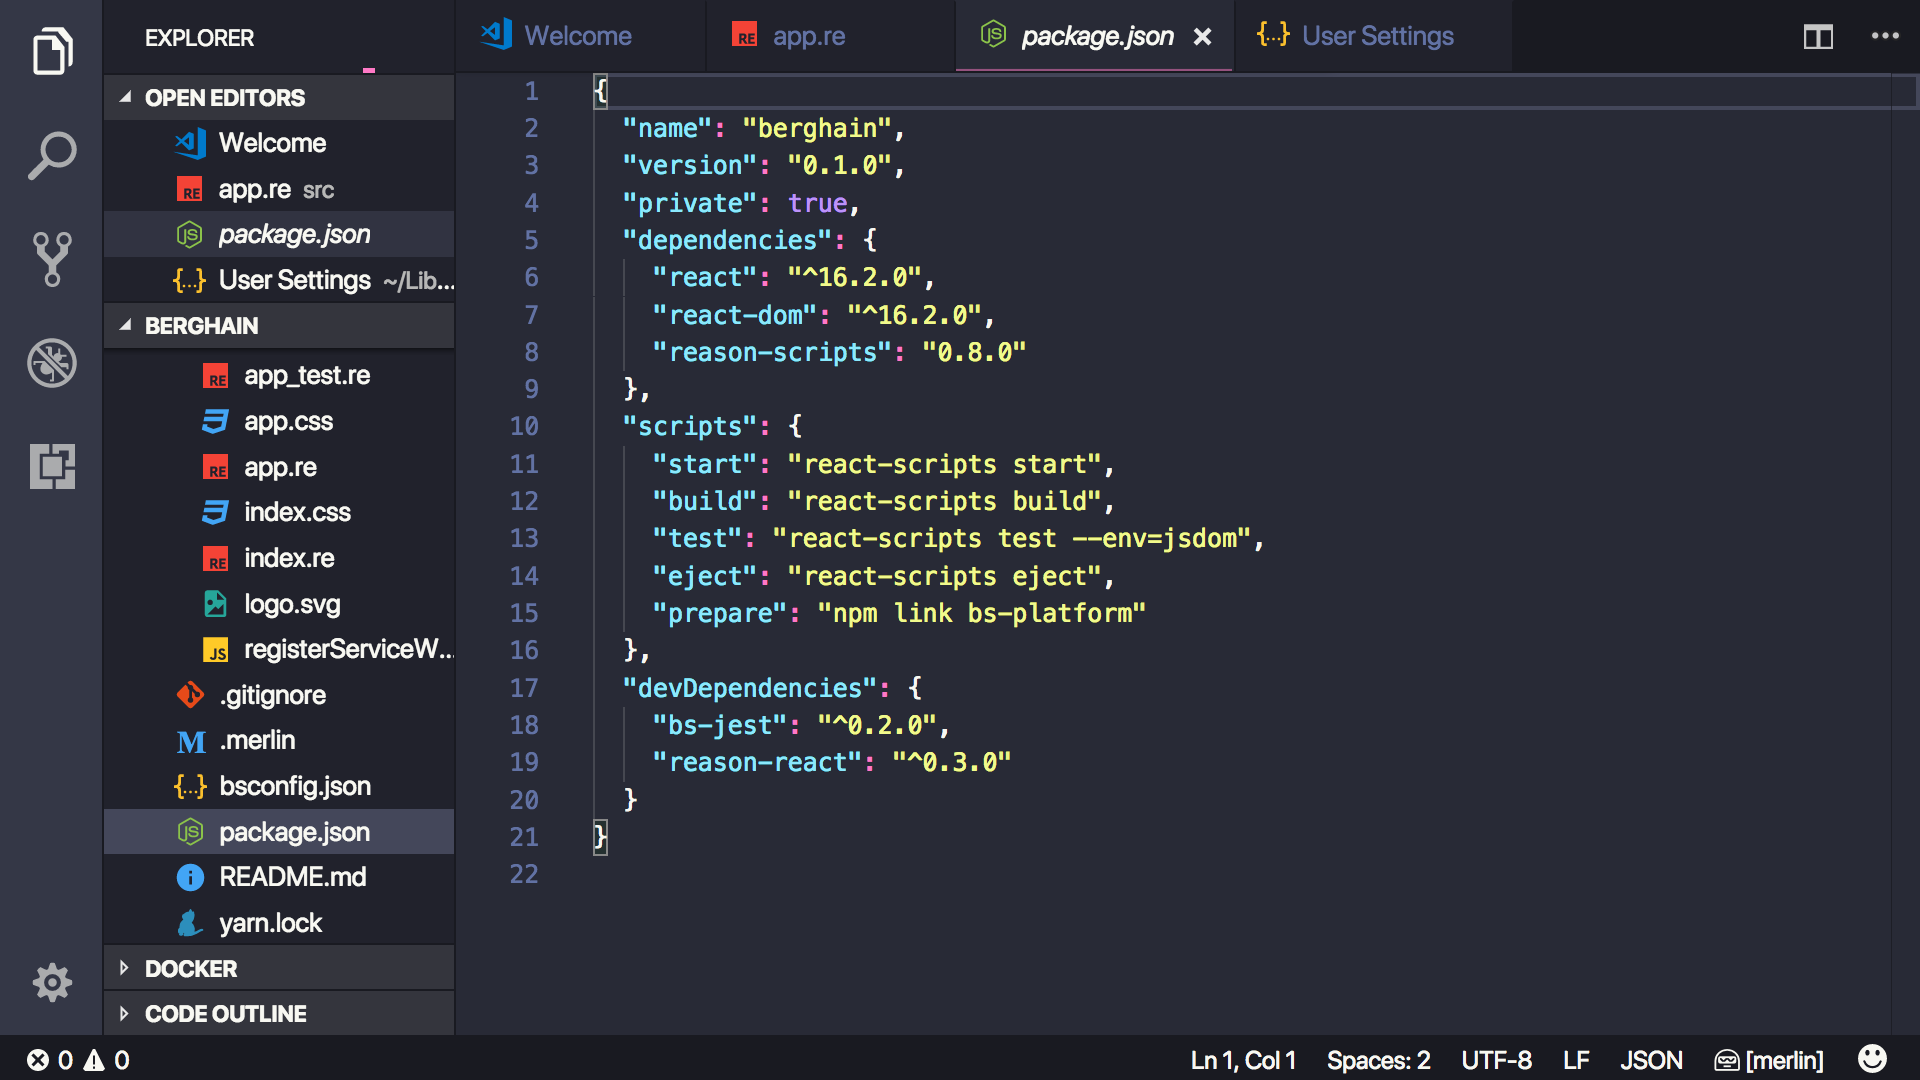 EXPLORER
OPEN EDITORS
Welcome
app.re src
package.json
User Settings ~/Lib...
BERGHAIN
app_test.re
app.css
app.re
index.css
index.re
logo.svg
registerServiceW...
.gitignore
.merlin
bsconfig.json
package.json
README.md
yarn.lock
DOCKER
CODE OUTLINE
Welcome app.re package.json User Settings
1 {
2 "name": "berghain",
3 "version": "0.1.0",
4 "private": true,
5 "dependencies": {
6 "react": "^16.2.0",
7 "react-dom": "^16.2.0",
8 "reason-scripts": "0.8.0"
9 },
10 "scripts": {
11 "start": "react-scripts start",
12 "build": "react-scripts build",
13 "test": "react-scripts test --env=jsdom",
14 "eject": "react-scripts eject",
15 "prepare": "npm link bs-platform"
16 },
17 "devDependencies": {
18 "bs-jest": "^0.2.0",
19 "reason-react": "^0.3.0"
20 }
21 }
22
0 0 Ln 1, Col 1 Spaces: 2 UTF-8 LF JSON [merlin]